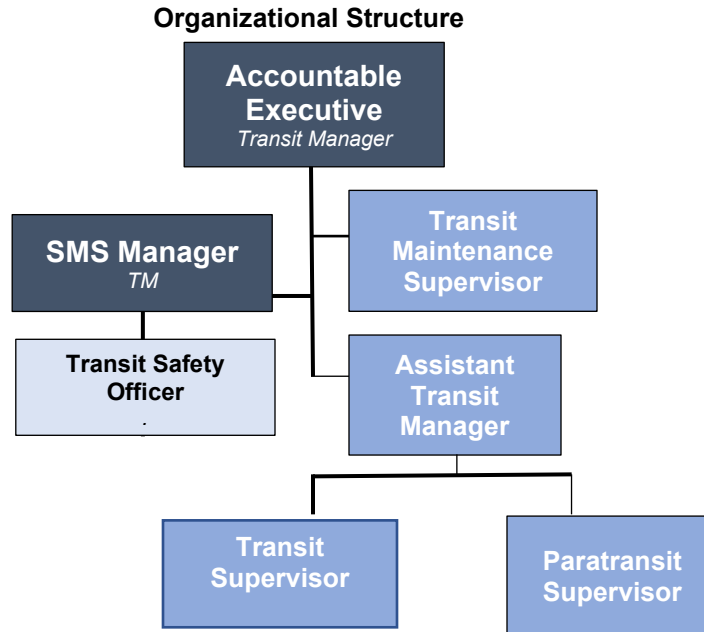 Organizational Structure
Accountable
Executive
Transit Manager
SMS Manager
TM
Transit
Maintenance
Supervisor
Transit Safety
Officer
.
Assistant
Transit
Manager
Transit
Supervisor
Paratransit
Supervisor